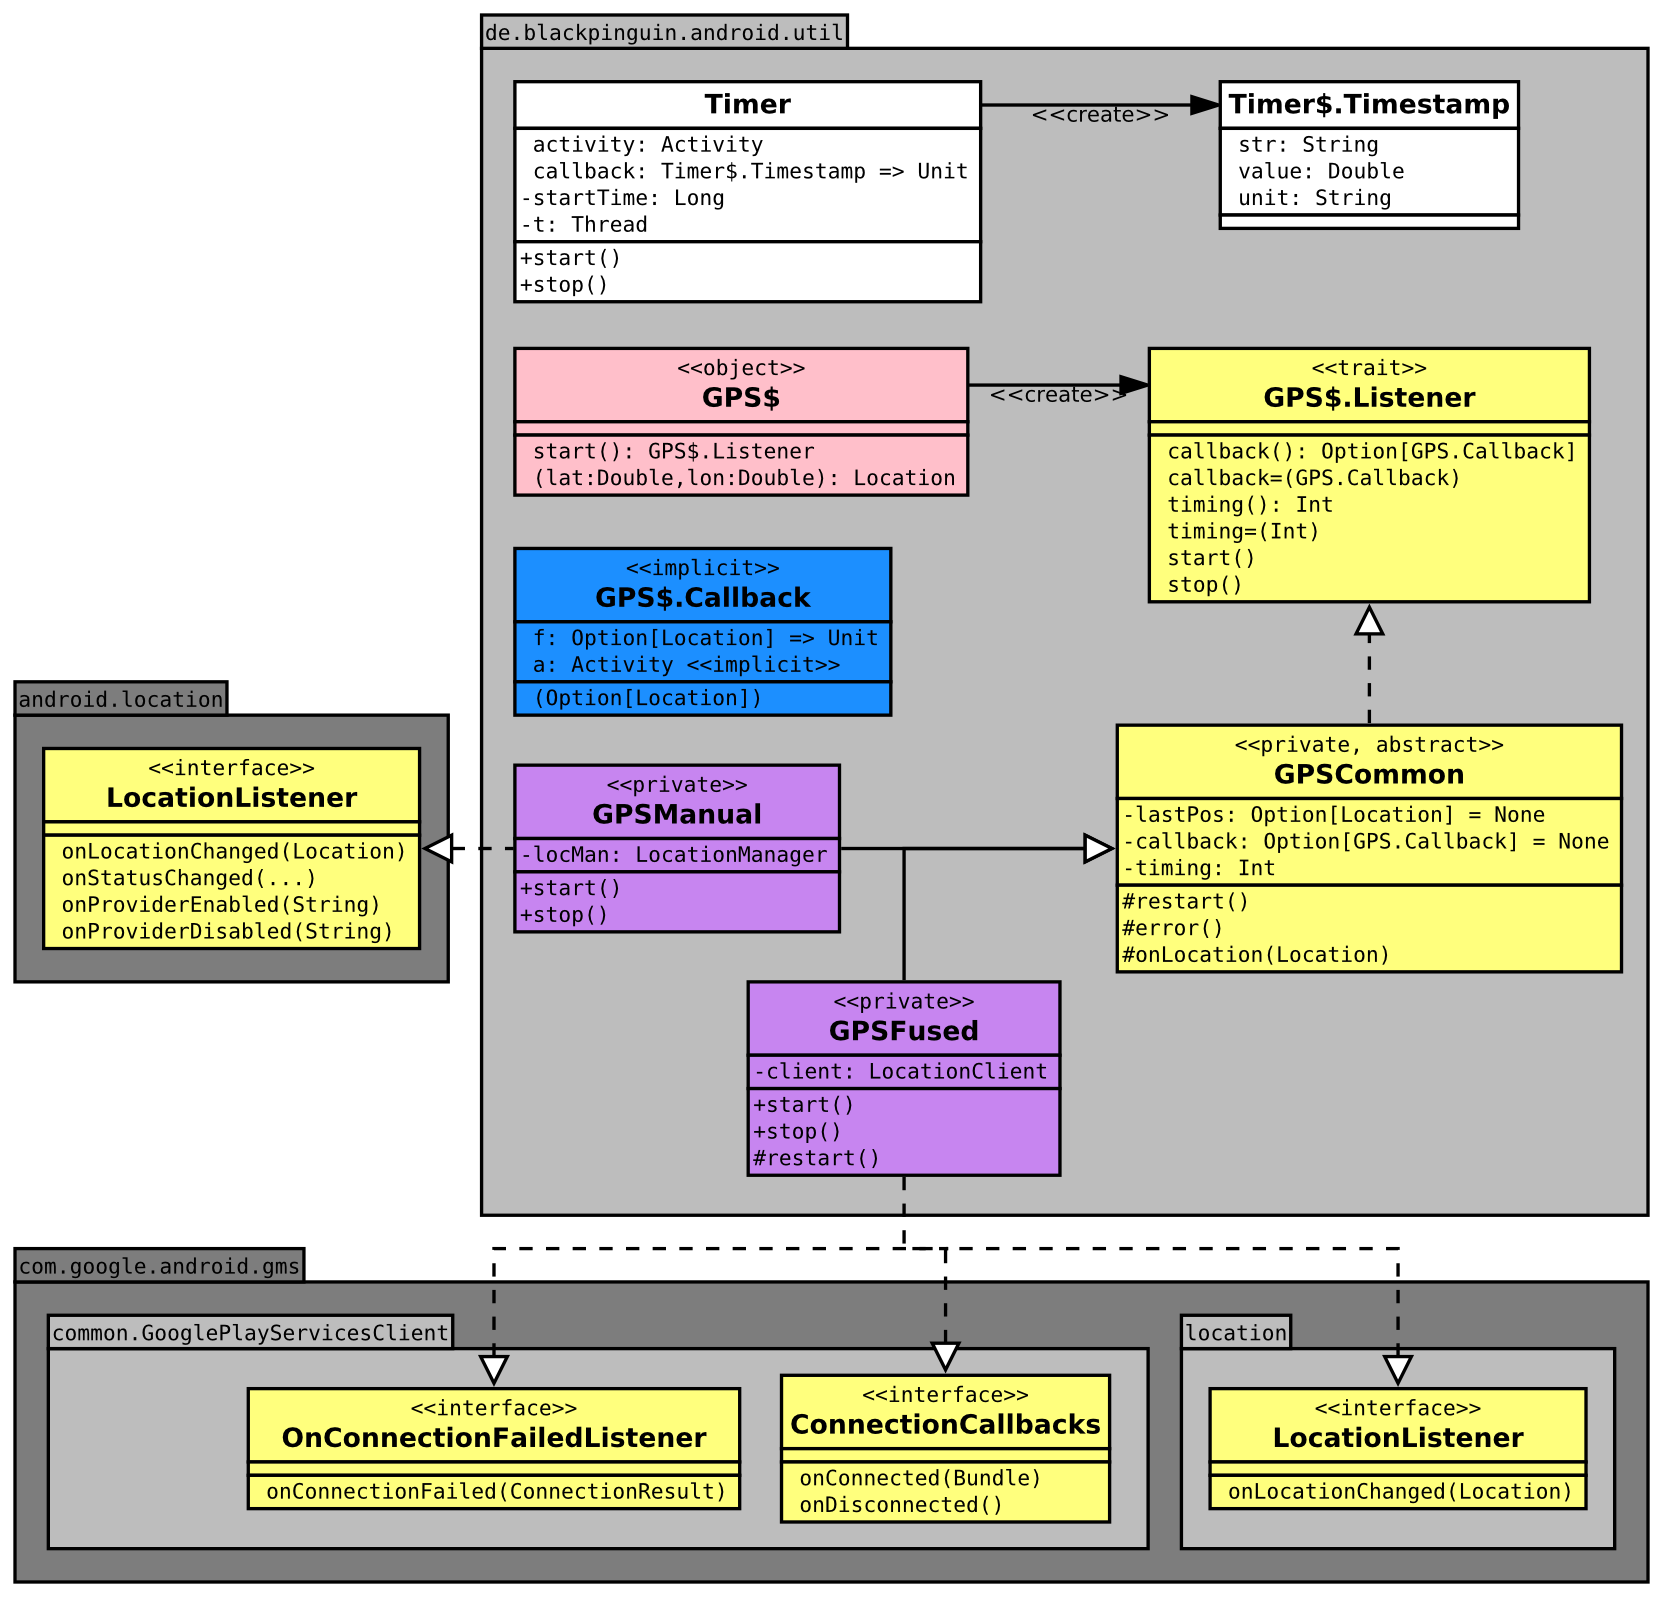 de.blackpinguin.android.util
Timer
activity: Activity
callback: Timer$.Timestamp => Unit
-startTime: Long
-t: Thread
+start()
+stop()
<<create>>
Timer$.Timestamp
str: String
value: Double
unit: String
<<object>>
GPS$
start(): GPS$.Listener
(lat:Double,lon:Double): Location
<<create>>
<<trait>>
GPS$.Listener
callback(): Option[GPS.Callback]
callback=(GPS.Callback)
timing(): Int
timing=(Int)
start()
stop()
<<implicit>>
GPS$.Callback
f: Option[Location] => Unit
a: Activity <<implicit>>
(Option[Location])
android.location
<<interface>>
LocationListener
onLocationChanged(Location)
onStatusChanged(...)
onProviderEnabled(String)
onProviderDisabled(String)
<<private>>
GPSManual
-locMan: LocationManager
+start()
+stop()
<<private, abstract>>
GPSCommon
-lastPos: Option[Location] = None
-callback: Option[GPS.Callback] = None
-timing: Int
#restart()
#error()
#onLocation(Location)
<<private>>
GPSFused
-client: LocationClient
+start()
+stop()
#restart()
com.google.android.gms
common.GooglePlayServicesClient
<<interface>>
OnConnectionFailedListener
onConnectionFailed(ConnectionResult)
<<interface>>
ConnectionCallbacks
onConnected(Bundle)
onDisconnected()
location
<<interface>>
LocationListener
onLocationChanged(Location)